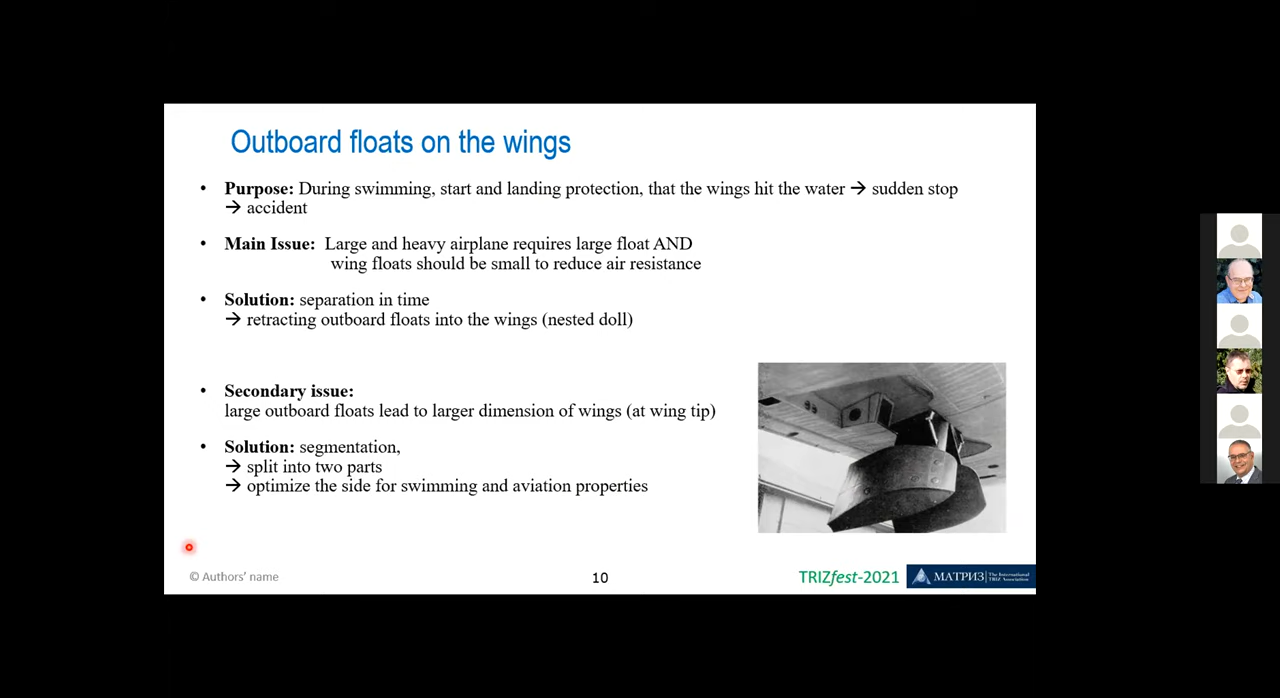 Outboard floats on the wings
• Purpose: During swimming, start and landing protection, that the wings hit the water → sudden stop
→ accident
• Main Issue: Large and heavy airplane requires large float AND
wing floats should be small to reduce air resistance
• Solution: separation in time
→ retracting outboard floats into the wings (nested doll)
• Secondary issue:
large outboard floats lead to larger dimension of wings (at wing tip)
• Solution: segmentation,
→ split into two parts
→ optimize the side for swimming and aviation properties
© Authors' name
10
TRIZfest-2021
МАТРИЗ
The International
TRIZ Association